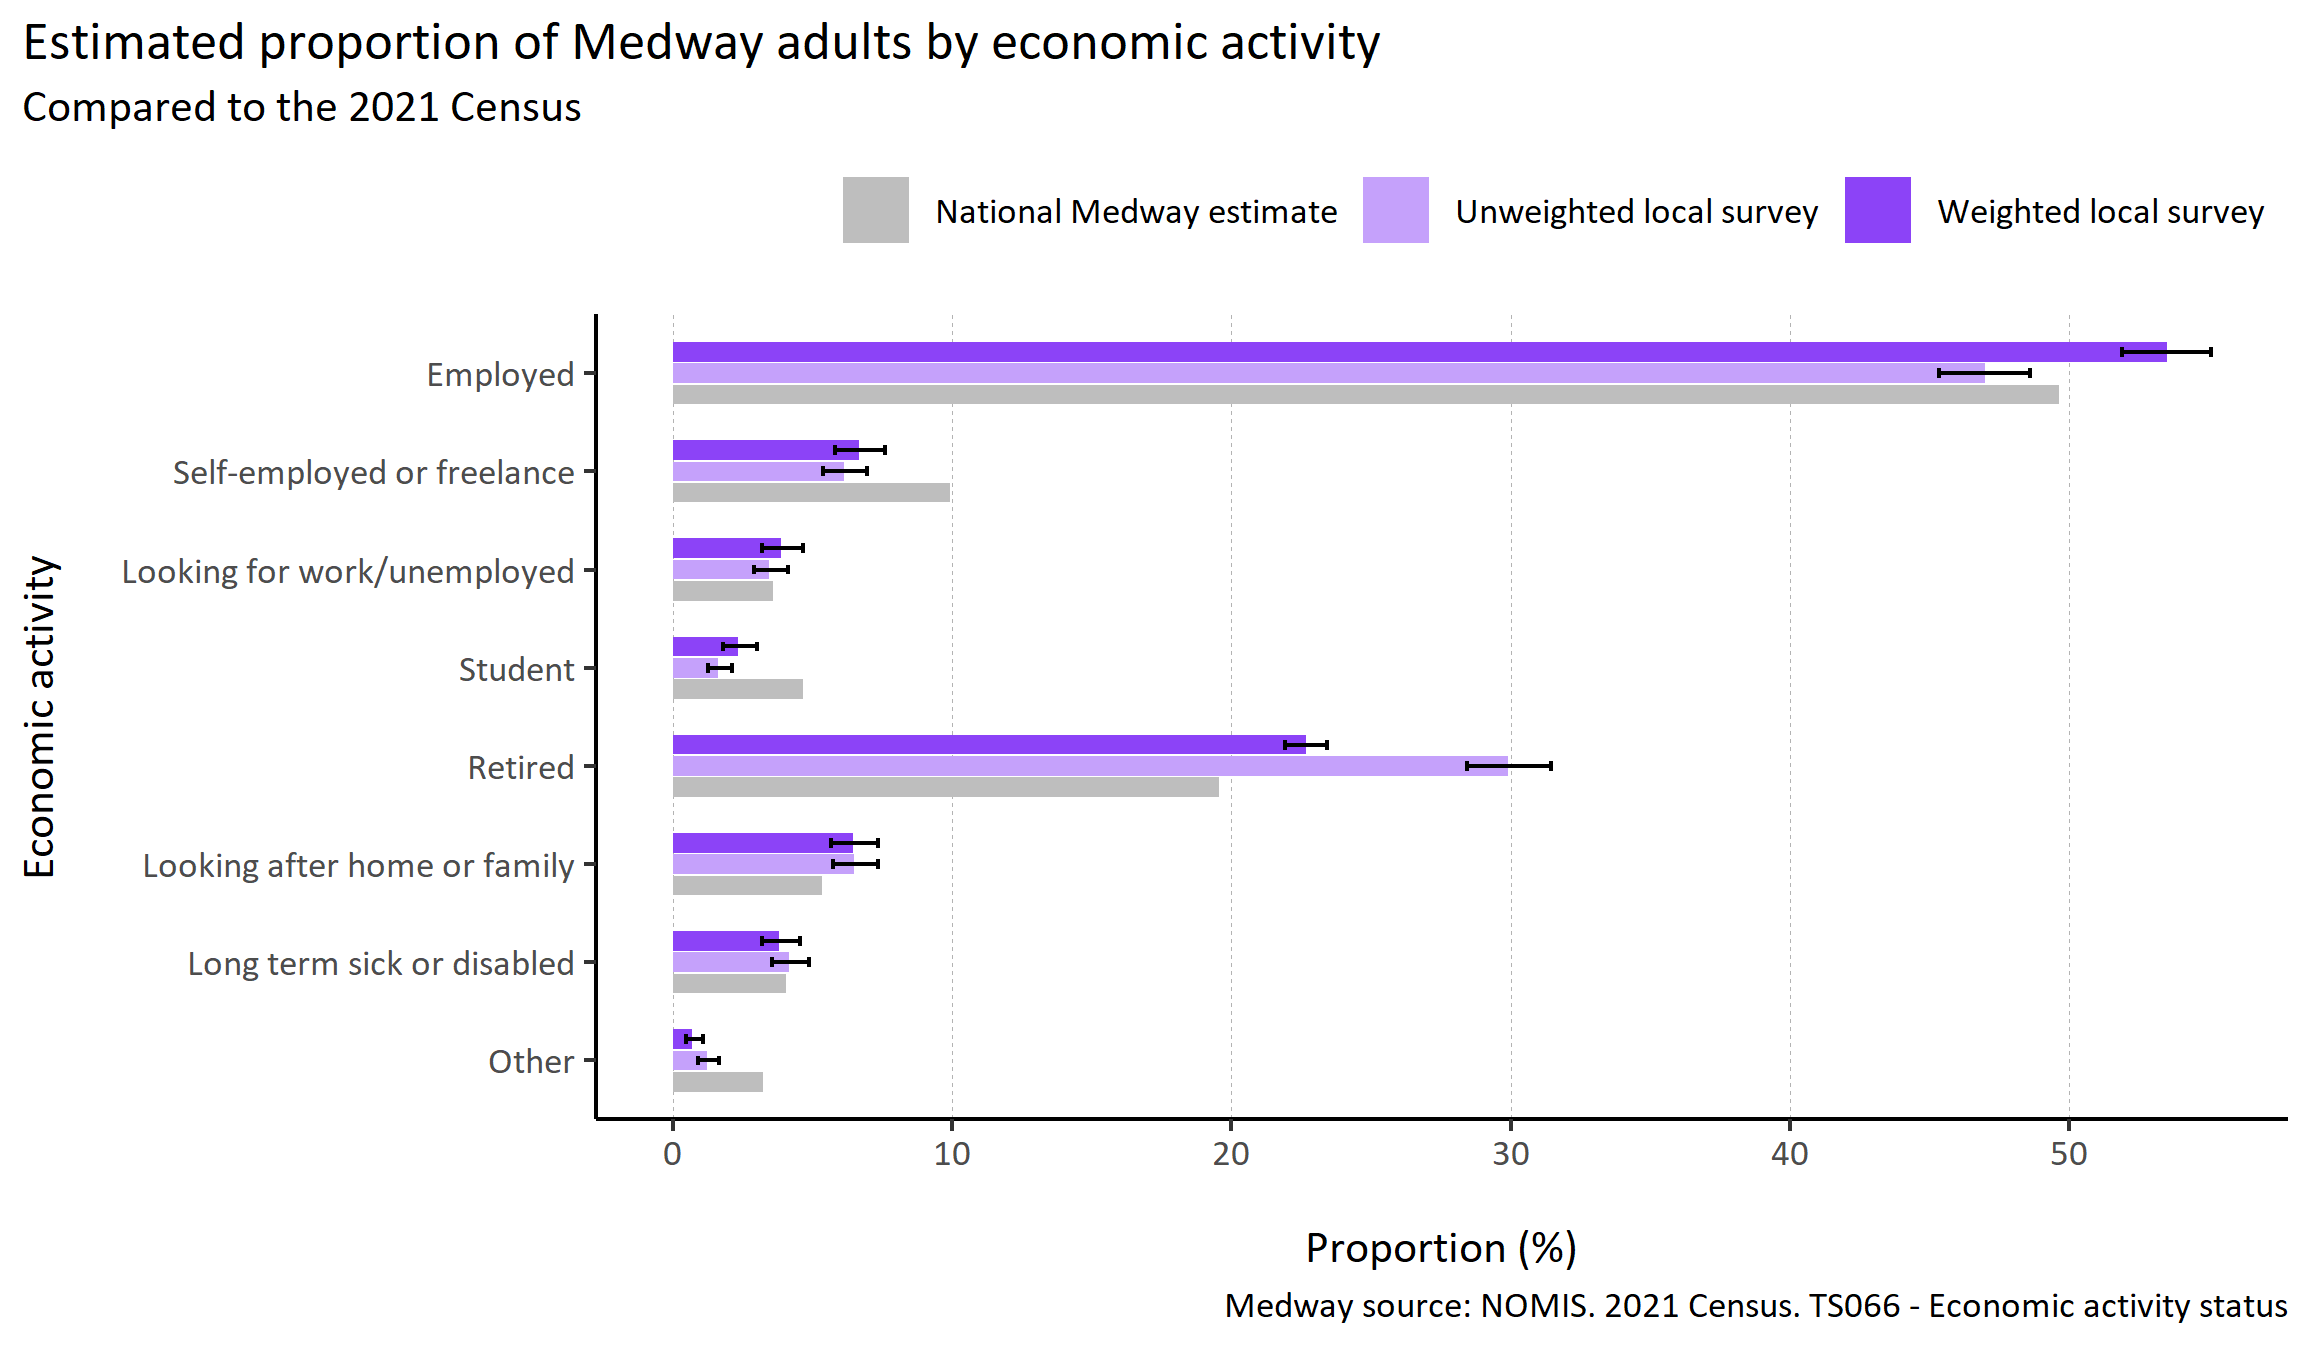 Estimated proportion of Medway adults by economic activity
Compared to the 2021 Census
National Medway estimate
Unweighted local survey
Weighted local survey
Economic activity
Employed
Self-employed or freelance
Looking for work/unemployed
Student
Retired
Looking after home or family
Long term sick or disabled
Other
0 10 20 30 40 50
Proportion (%)
Medway source: NOMIS. 2021 Census. TS066 - Economic activity status